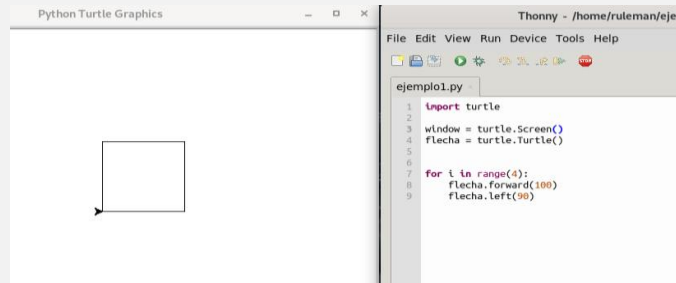 Python Turtle Graphics
Thonny - /home/ruleman/eje
File Edit View Run Device Tools Help
ejemplo1.py
1 import turtle
2
3 window = turtle.Screen()
4 flecha = turtle.Turtle()
5
6
7 for i in range(4):
8 flecha.forward(100)
9 flecha.left(90)